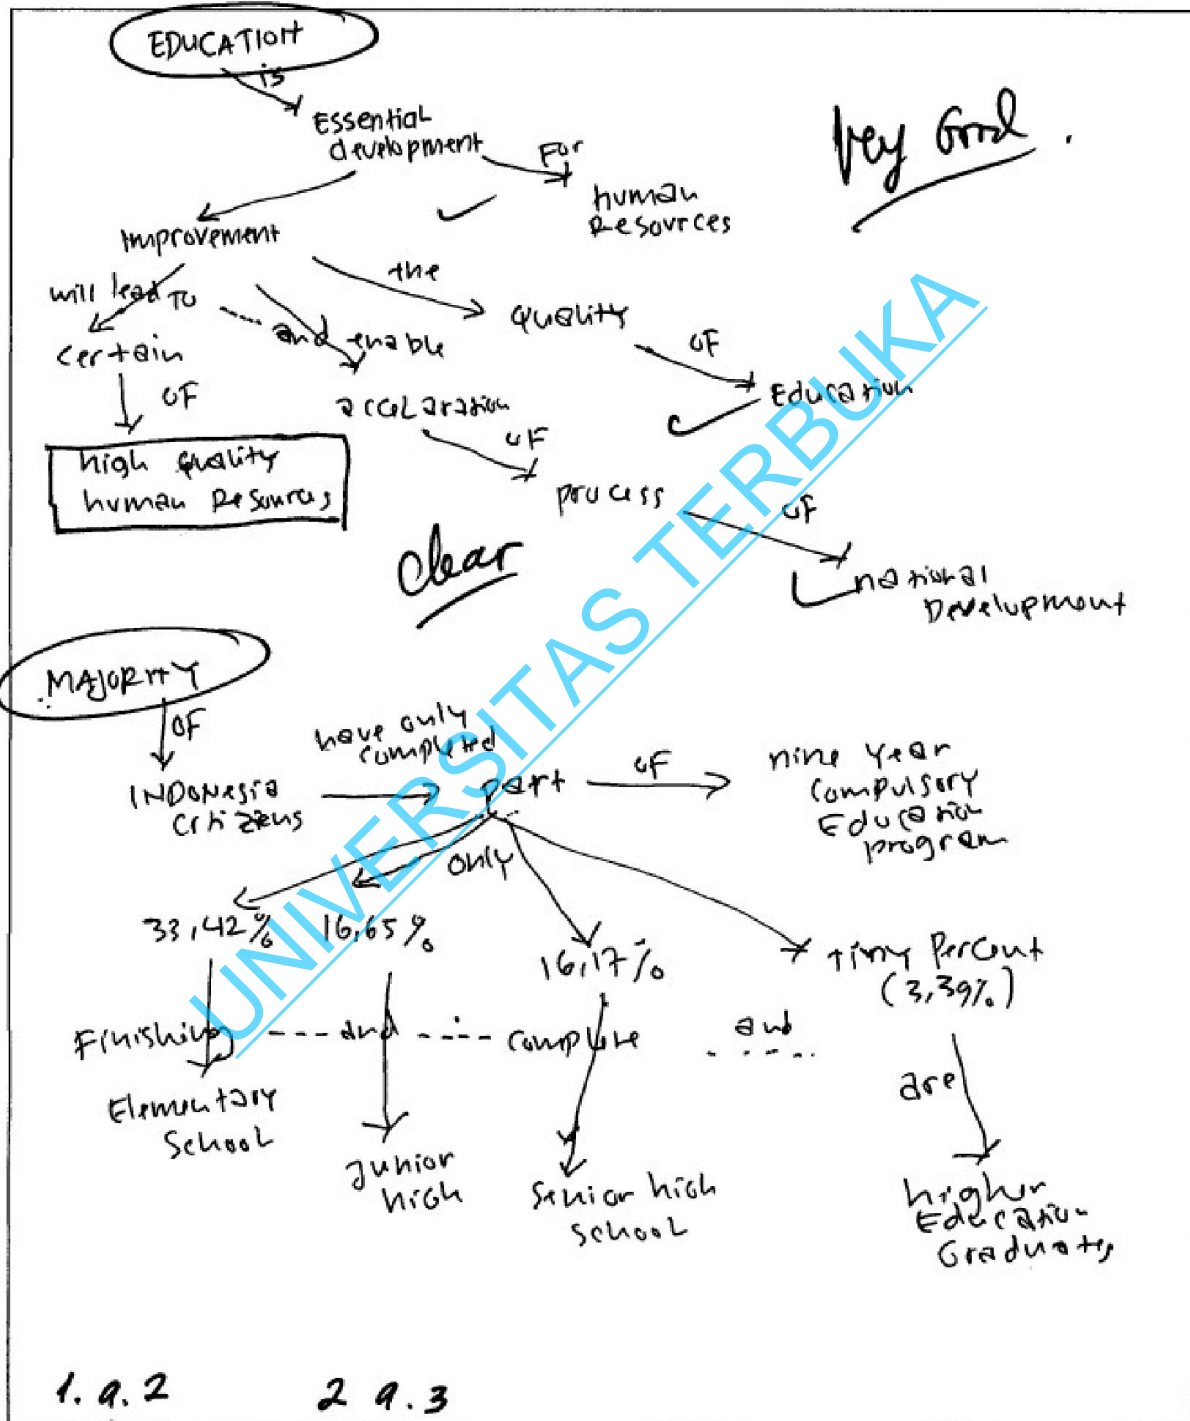 EDUCATION
is
Essential
development
For
human
Resources
Very Good.
Improvement
will lead to
and enable
the
Quality
OF
Education
certain
OF
high quality
human Resources
accelaration
OF
process
OF
national
Development
clear
MAJORITY
OF
INDONESIA
Citizens
have only
completed
part
OF
nine Year
Compulsory
Education
program
only
33,42%
16,65%
16,17%
tiny Percent
(3,39%)
Finishing --- and --- complete
and
are
Elementary
School
Junior
high
Senior high
School
higher
Education
Graduates
1. a. 2
2 a. 3
UNIVERSITAS TERBUKA